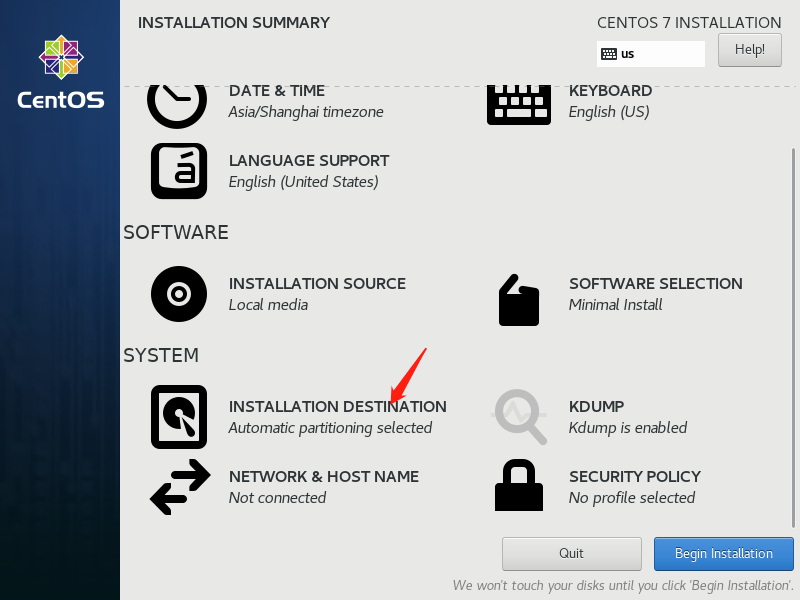 INSTALLATION SUMMARY
CENTOS 7 INSTALLATION
us
Help!
CentOS
DATE & TIME
Asia/Shanghai timezone
KEYBOARD
English (US)
á
LANGUAGE SUPPORT
English (United States)
SOFTWARE
INSTALLATION SOURCE
Local media
SOFTWARE SELECTION
Minimal Install
SYSTEM
INSTALLATION DESTINATION
Automatic partitioning selected
KDUMP
Kdump is enabled
NETWORK & HOST NAME
Not connected
SECURITY POLICY
No profile selected
Quit
Begin Installation
We won't touch your disks until you click 'Begin Installation'.